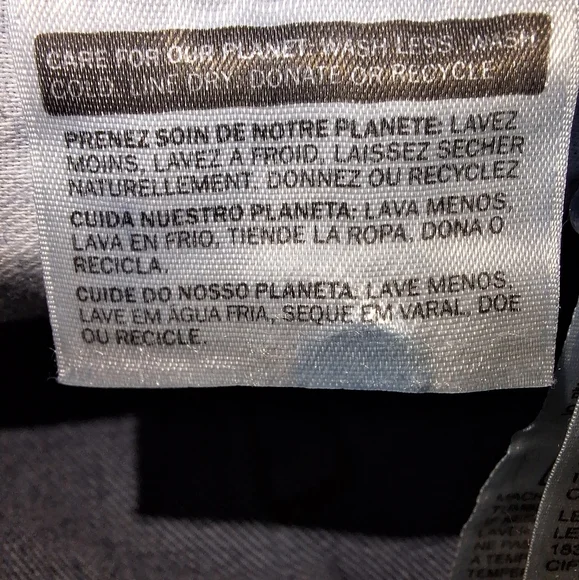 CARE FOR OUR PLANET: WASH LESS, WASH
COLD, LINE DRY, DONATE OR RECYCLE
PRENEZ SOIN DE NOTRE PLANETE: LAVEZ
MOINS, LAVEZ À FROID, LAISSEZ SECHER
NATURELLEMENT, DONNEZ OU RECYCLEZ
CUIDA NUESTRO PLANETA: LAVA MENOS,
LAVA EN FRIO, TIENDE LA ROPA, DONA O
RECICLA.
CUIDE DO NOSSO PLANETA. LAVE MENOS,
LAVE EM ÁGUA FRIA, SEQUE EM VARAL, DOE
OU RECICLE.